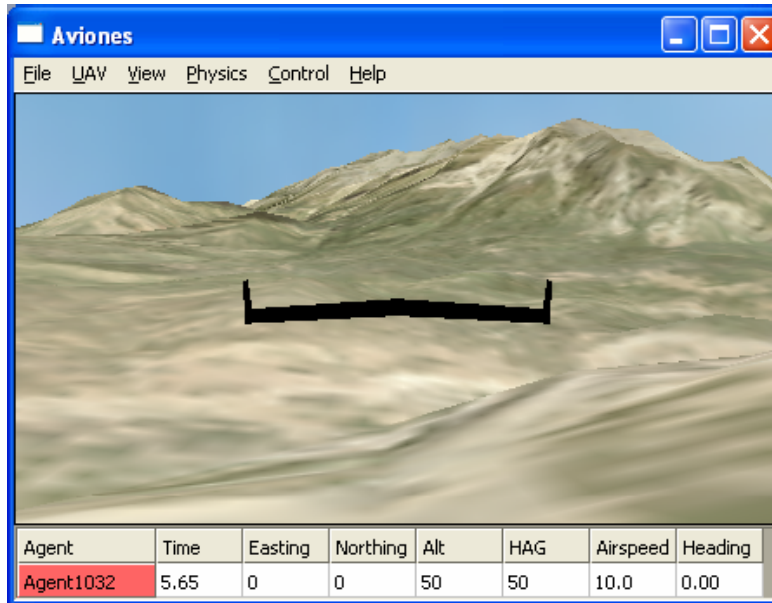 Aviones
File UAV View Physics Control Help
Agent Time Easting Northing Alt HAG Airspeed Heading
Agent1032 5.65 0 0 50 50 10.0 0.00